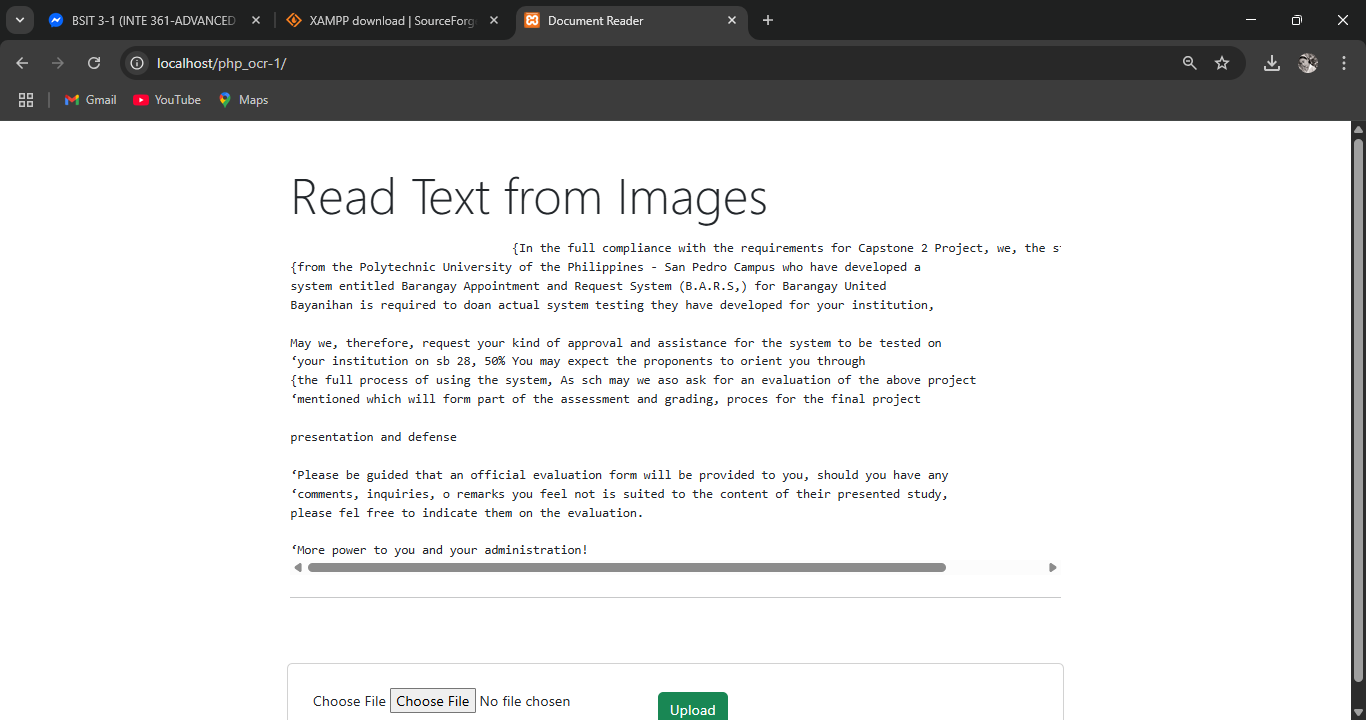 BSIT 3-1 (INTE 361-ADVANCED
XAMPP download | SourceForg
Document Reader
localhost/php_ocr-1/
Gmail
YouTube
Maps
Read Text from Images
{In the full compliance with the requirements for Capstone 2 Project, we, the
{from the Polytechnic University of the Philippines - San Pedro Campus who have developed a
system entitled Barangay Appointment and Request System (B.A.R.S,) for Barangay United
Bayanihan is required to doan actual system testing they have developed for your institution,
May we, therefore, request your kind of approval and assistance for the system to be tested on
‘your institution on sb 28, 50% You may expect the proponents to orient you through
{the full process of using the system, As sch may we aso ask for an evaluation of the above project
‘mentioned which will form part of the assessment and grading, proces for the final project
presentation and defense
‘Please be guided that an official evaluation form will be provided to you, should you have any
‘comments, inquiries, o remarks you feel not is suited to the content of their presented study,
please fel free to indicate them on the evaluation.
‘More power to you and your administration!
Choose File Choose File No file chosen
Upload